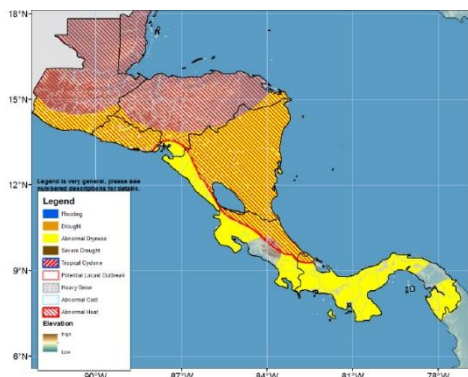 18°N
15°N
12°N
9°N
6°N
Legend is very general, please see
numbered descriptions for details.
Legend
Flooding
Drought
Abnormal Dryness
Severe Drought
Tropical Cyclone
Potential Locust Outbreak
Heavy Snow
Abnormal Cold
Abnormal Heat
Elevation
High
Low
90°W
87°W
84°W
81°W
78°W